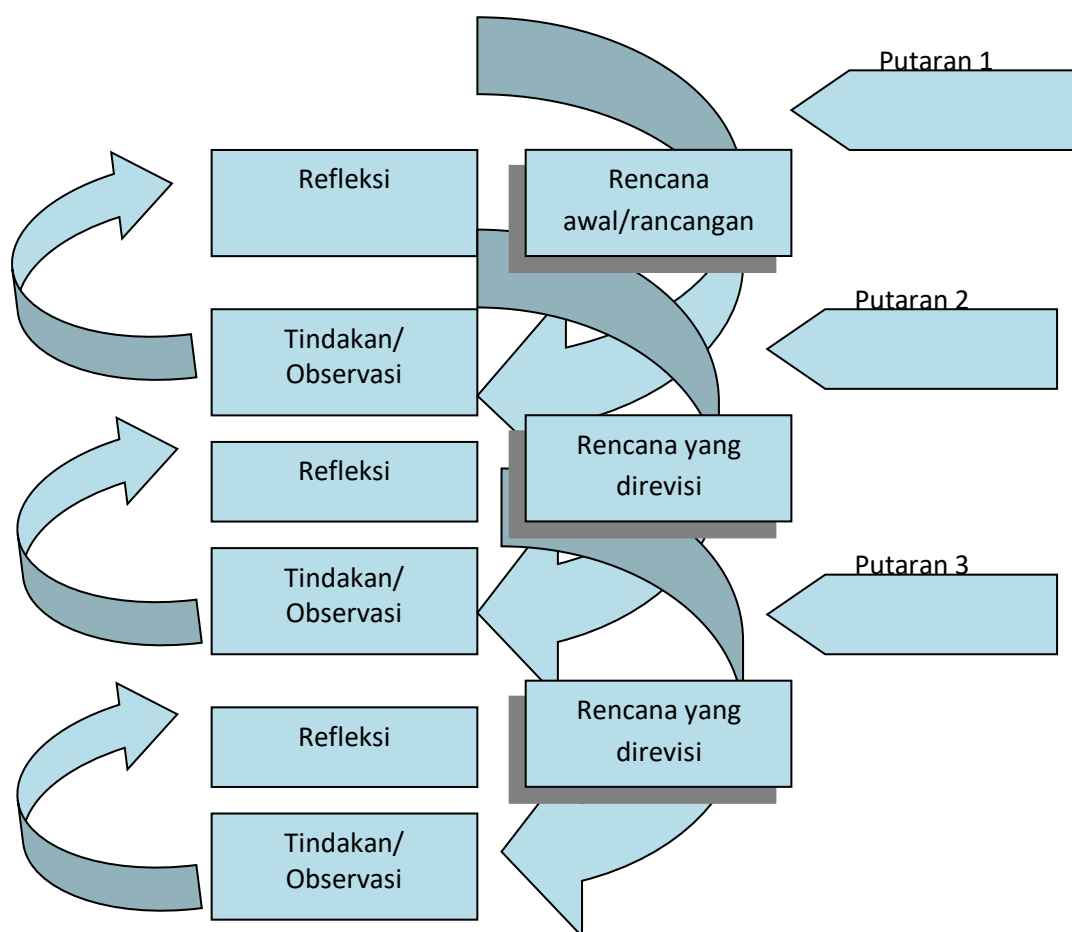 Putaran 1
Refleksi
Rencana
awal/rancangan
Putaran 2
Tindakan/
Observasi
Refleksi
Rencana yang
direvisi
Putaran 3
Tindakan/
Observasi
Refleksi
Rencana yang
direvisi
Tindakan/
Observasi